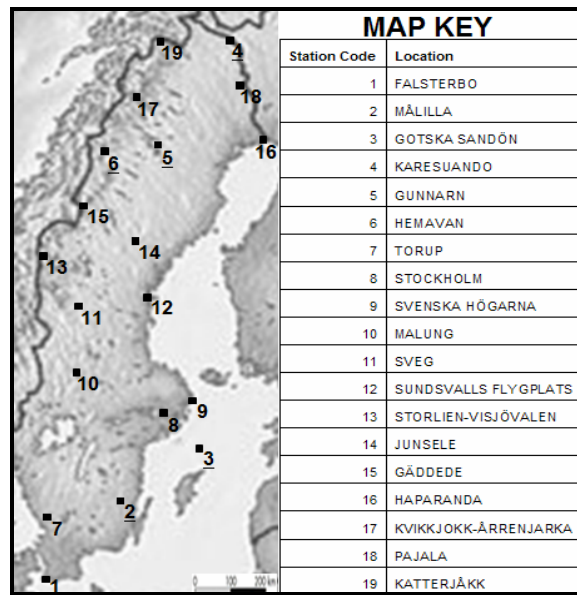 MAP KEY
Station Code Location
1 FALSTERBO
2 MÅLILLA
3 GOTSKA SANDÖN
4 KARESUANDO
5 GUNNARN
6 HEMAVAN
7 TORUP
8 STOCKHOLM
9 SVENSKA HÖGARNA
10 MALUNG
11 SVEG
12 SUNDSVALLS FLYGPLATS
13 STORLIEN-VISJÖVALEN
14 JUNSELE
15 GÄDDEDE
16 HAPARANDA
17 KVIKKJOKK-ÅRRENJARKA
18 PAJALA
19 KATTERJÅKK
19
4
18
17
16
5
6
15
14
13
12
11
10
9
8
3
2
7
1
0 100 200 km